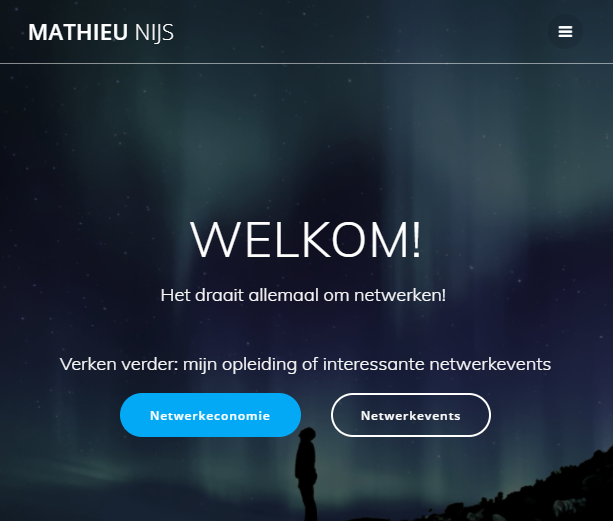 MATHIEU NIJS
WELKOM!
Het draait allemaal om netwerken!
Verken verder: mijn opleiding of interessante netwerkevents
Netwerkeconomie
Netwerkevents